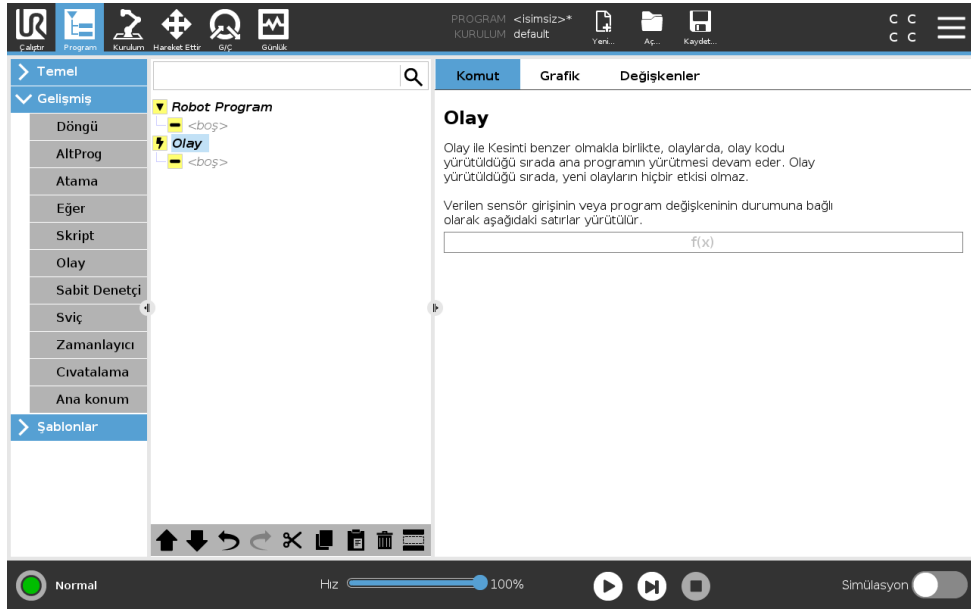 UR
PROGRAM <isimsiz>*
KURULUM default
Çalıştır
Program
Kurulum
Hareket Ettir
G/Ç
Günlük
Yeni...
Aç...
Kaydet...
C C
C C
Temel
Gelişmiş
Döngü
AltProg
Atama
Eğer
Skript
Olay
Sabit Denetçi
Sviç
Zamanlayıcı
Cıvatalama
Ana konum
Şablonlar
Robot Program
<boş>
Olay
<boş>
Komut
Grafik
Değişkenler
Olay
Olay ile Kesinti benzer olmakla birlikte, olaylarda, olay kodu
yürütüldüğü sırada ana programın yürütmesi devam eder. Olay
yürütüldüğü sırada, yeni olayların hiçbir etkisi olmaz.
Verilen sensör girişinin veya program değişkeninin durumuna bağlı
olarak aşağıdaki satırlar yürütülür.
f(x)
Normal
Hız
100%
Simülasyon